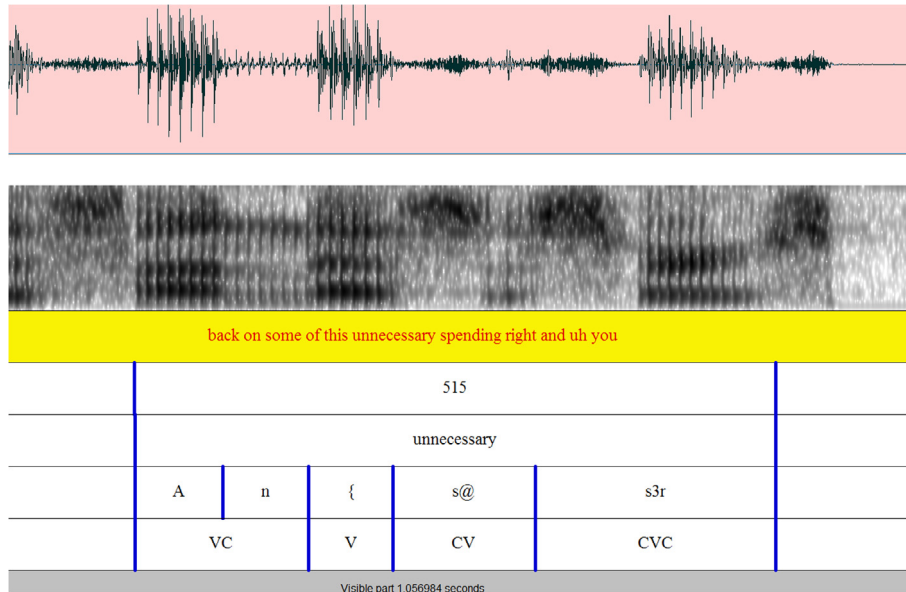 back on some of this unnecessary spending right and uh you
515
unnecessary
A n { s@ s3r
VC V CV CVC
Visible part 1.056984 seconds